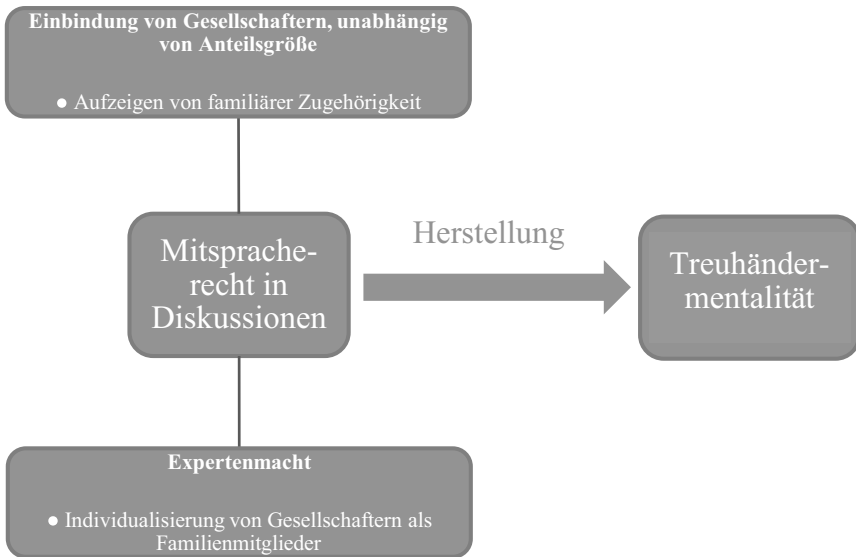 Einbindung von Gesellschaftern, unabhängig
von Anteilsgröße
● Aufzeigen von familiärer Zugehörigkeit
Mitsprache-
recht in
Diskussionen
Herstellung
Treuhänder-
mentalität
Expertenmacht
● Individualisierung von Gesellschaftern als
Familienmitglieder